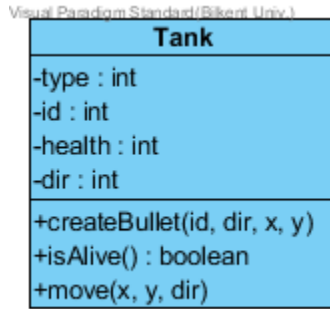 Visual Paradigm Standard(Bilkent Univ.)
Tank
-type : int
-id : int
-health : int
-dir : int
+createBullet(id, dir, x, y)
+isAlive() : boolean
+move(x, y, dir)